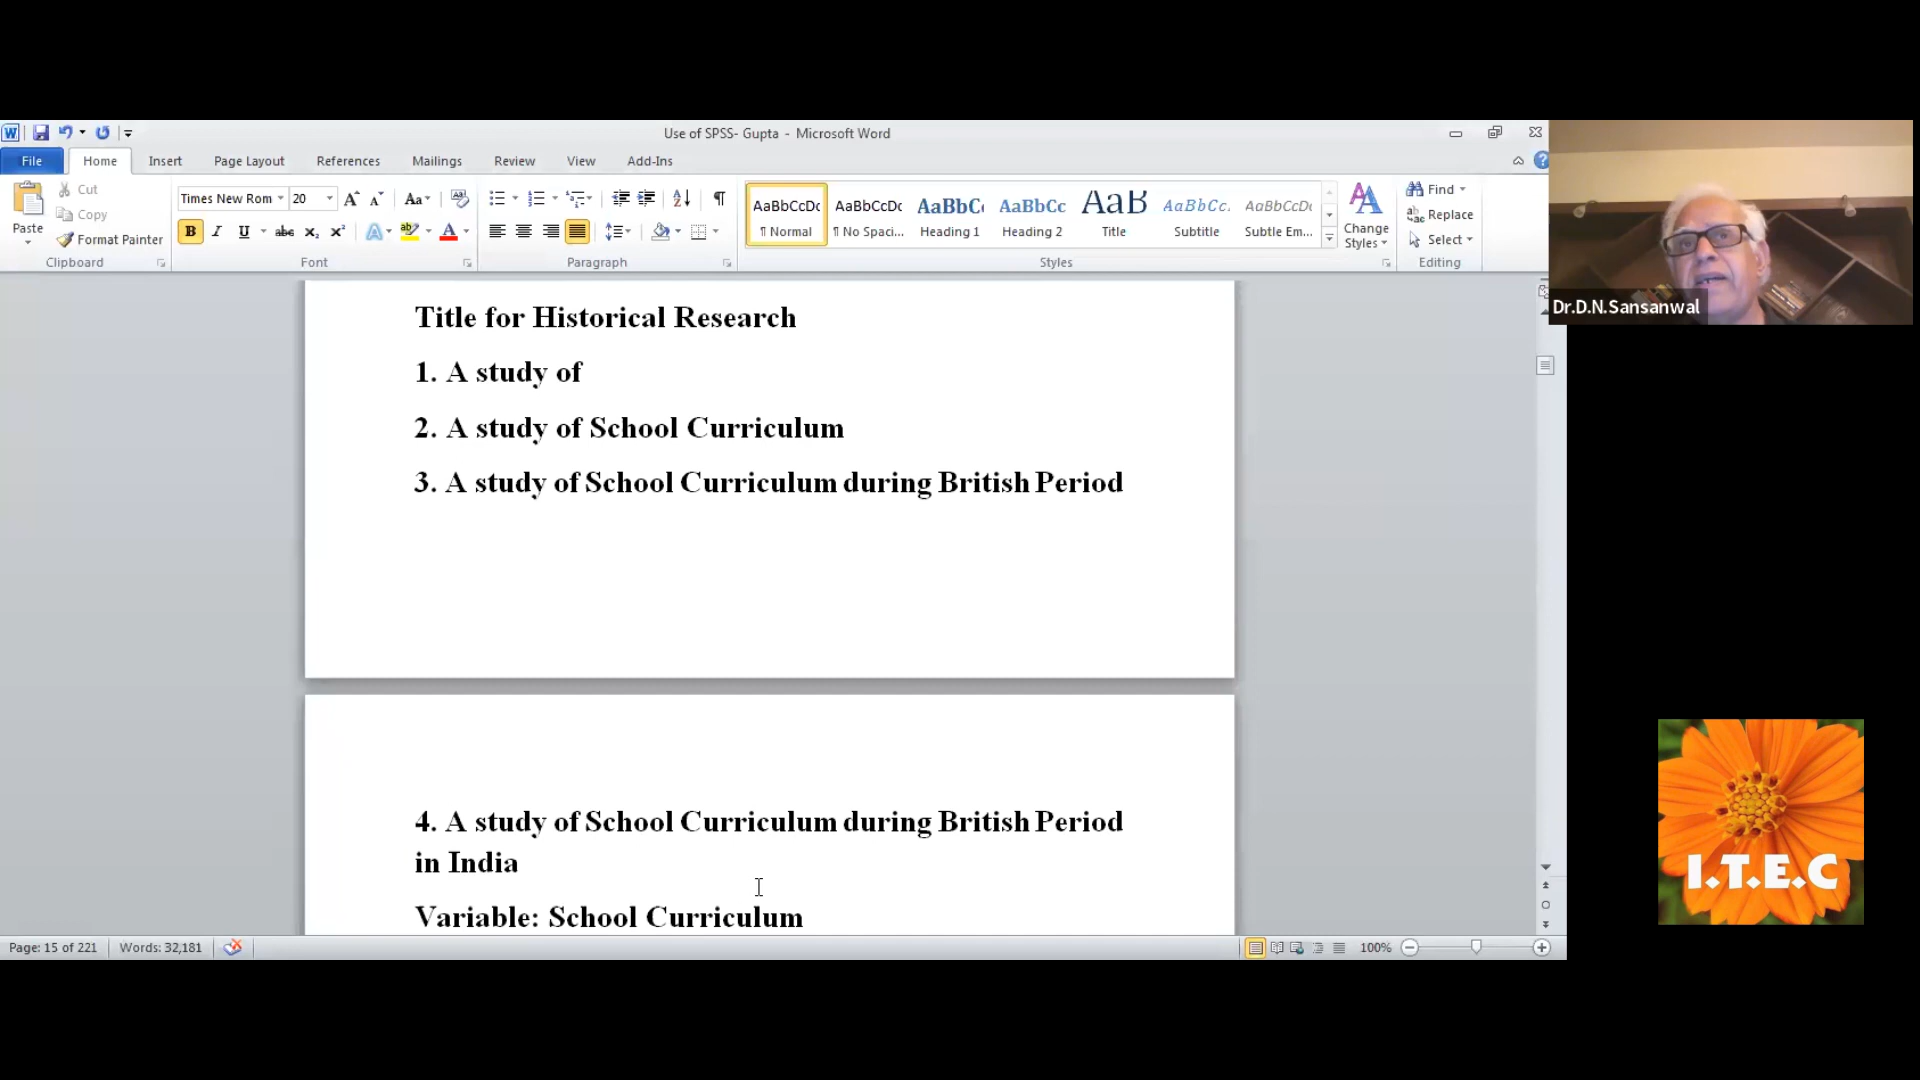 Use of SPSS- Gupta - Microsoft Word
File Home Insert Page Layout References Mailings Review View Add-Ins
Paste
Cut
Copy
Format Painter
Clipboard
Times New Rom 20
Font
Paragraph
AaBbCcDc AaBbCcDc AaBbC AaBbCc AaB AaBbCc. AaBbCcDc
¶ Normal ¶ No Spaci... Heading 1 Heading 2 Title Subtitle Subtle Em...
Styles
Change
Styles
Find
Replace
Select
Editing
Dr.D.N.Sansanwal
Title for Historical Research
1. A study of
2. A study of School Curriculum
3. A study of School Curriculum during British Period
4. A study of School Curriculum during British Period
in India
Variable: School Curriculum
I.T.E.C
Page: 15 of 221 Words: 32,181 100%